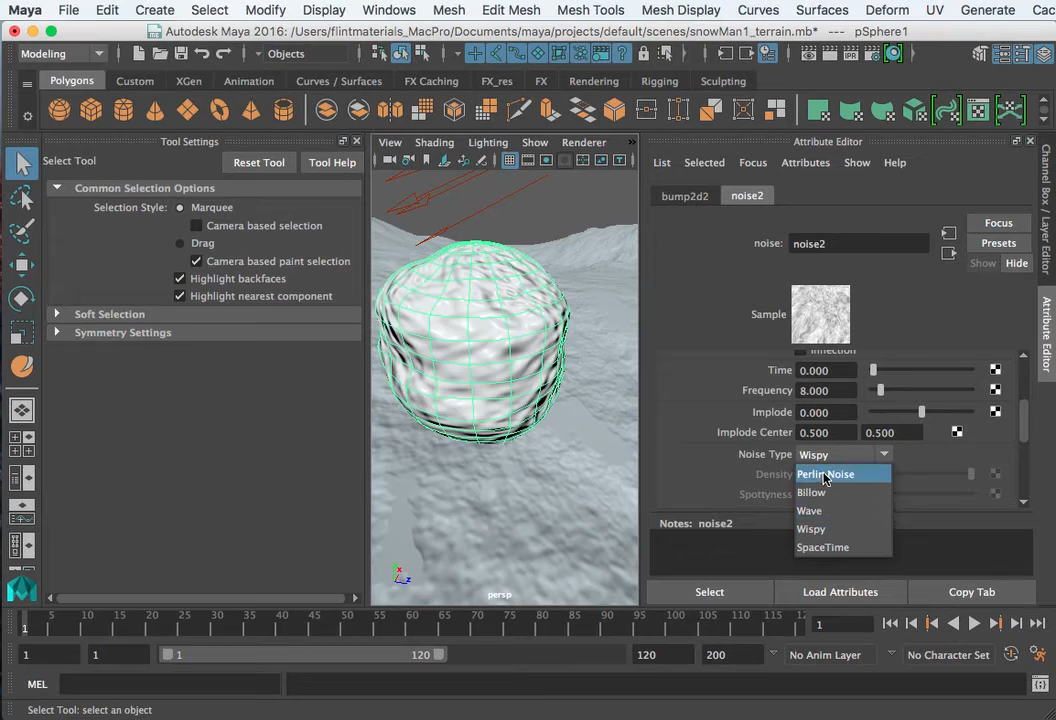 Maya File Edit Create Select Modify Display Windows Mesh Edit Mesh Mesh Tools Mesh Display Curves Surfaces Deform UV Generate Cac
Autodesk Maya 2016: /Users/flintmaterials_MacPro/Documents/maya/projects/default/scenes/snowMan1_terrain.mb* --- pSphere1
Modeling Objects
Polygons Custom XGen Animation Curves / Surfaces FX Caching FX_res FX Rendering Rigging Sculpting
Tool Settings
Select Tool Reset Tool Tool Help
Common Selection Options
Selection Style: Marquee
Camera based selection
Drag
Camera based paint selection
Highlight backfaces
Highlight nearest component
Soft Selection
Symmetry Settings
View Shading Lighting Show Renderer »
x
z
persp
Attribute Editor
List Selected Focus Attributes Show Help
bump2d2 noise2
noise: noise2
Focus
Presets
Show Hide
Sample
Inflection
Time 0.000
Frequency 8.000
Implode 0.000
Implode Center 0.500 0.500
Noise Type Wispy
Density
Spottyness
Perlin Noise
Billow
Wave
Wispy
SpaceTime
Notes: noise2
Select Load Attributes Copy Tab
Channel Box / Layer Editor
Attribute Editor
5 10 15 20 25 30 35 40 45 50 55 60 65 70 75 80 85 90 95 100 105 110 115 12
1
1
1 1 1 120 120 200 No Anim Layer No Character Set
MEL
Select Tool: select an object